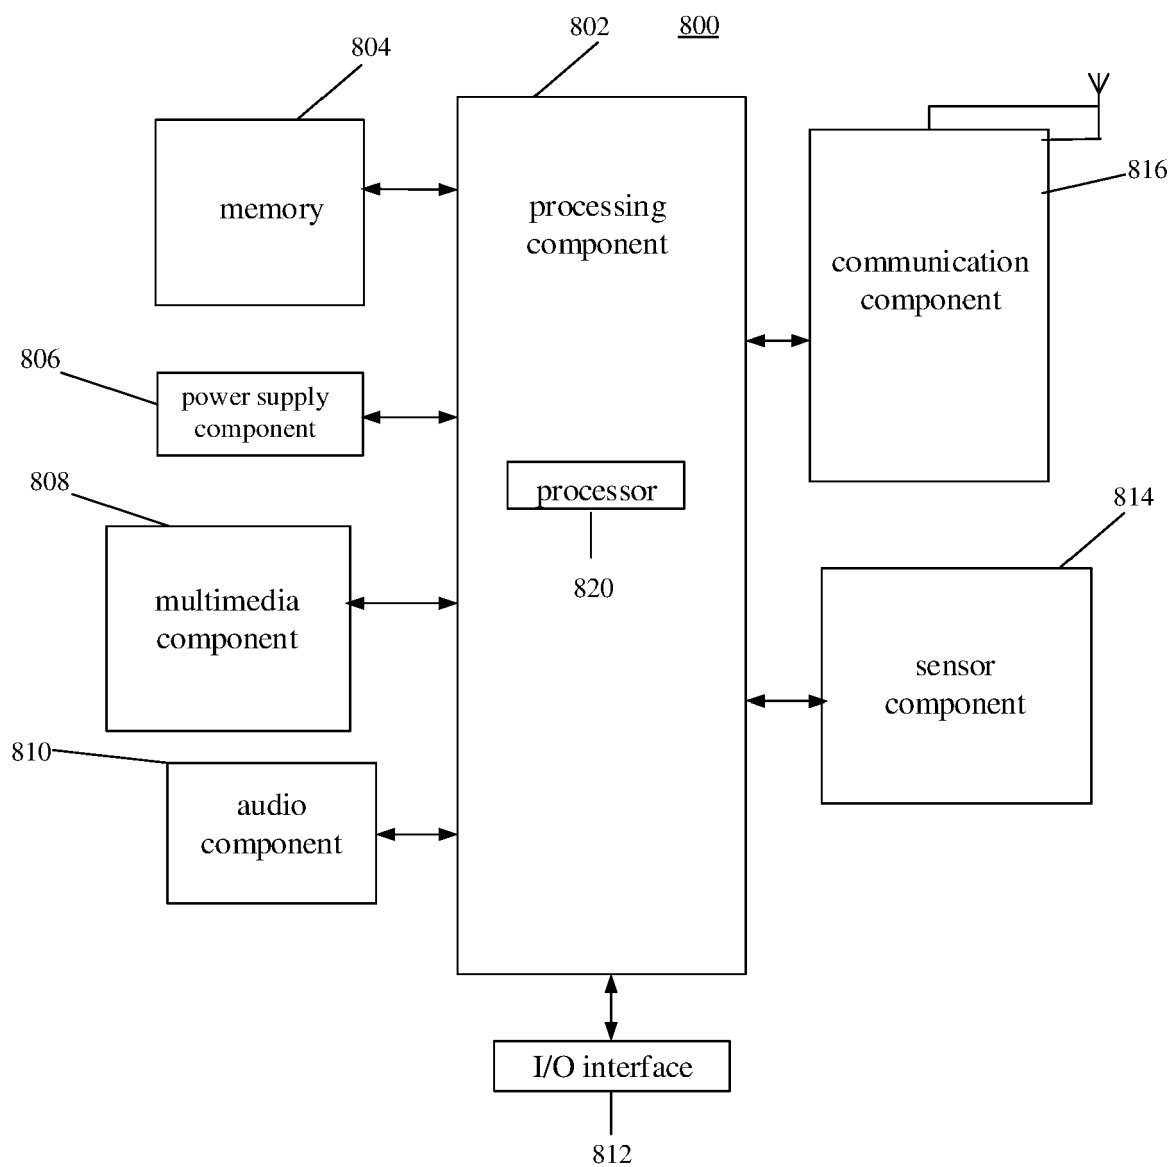 802
800
804
816
memory
processing
component
communication
component
806
power supply
component
808
processor
814
820
multimedia
component
sensor
component
810
audio
component
I/O interface
812